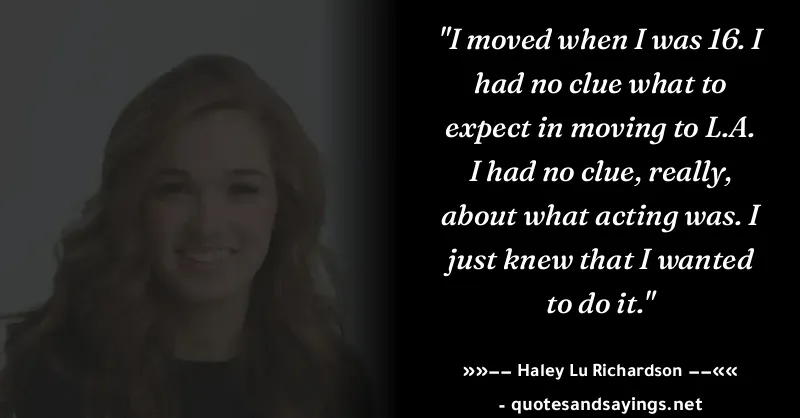 "I moved when I was 16. I
had no clue what to
expect in moving to L.A.
I had no clue, really,
about what acting was. I
just knew that I wanted
to do it."
»»−− Haley Lu Richardson −−««
- quotesandsayings.net